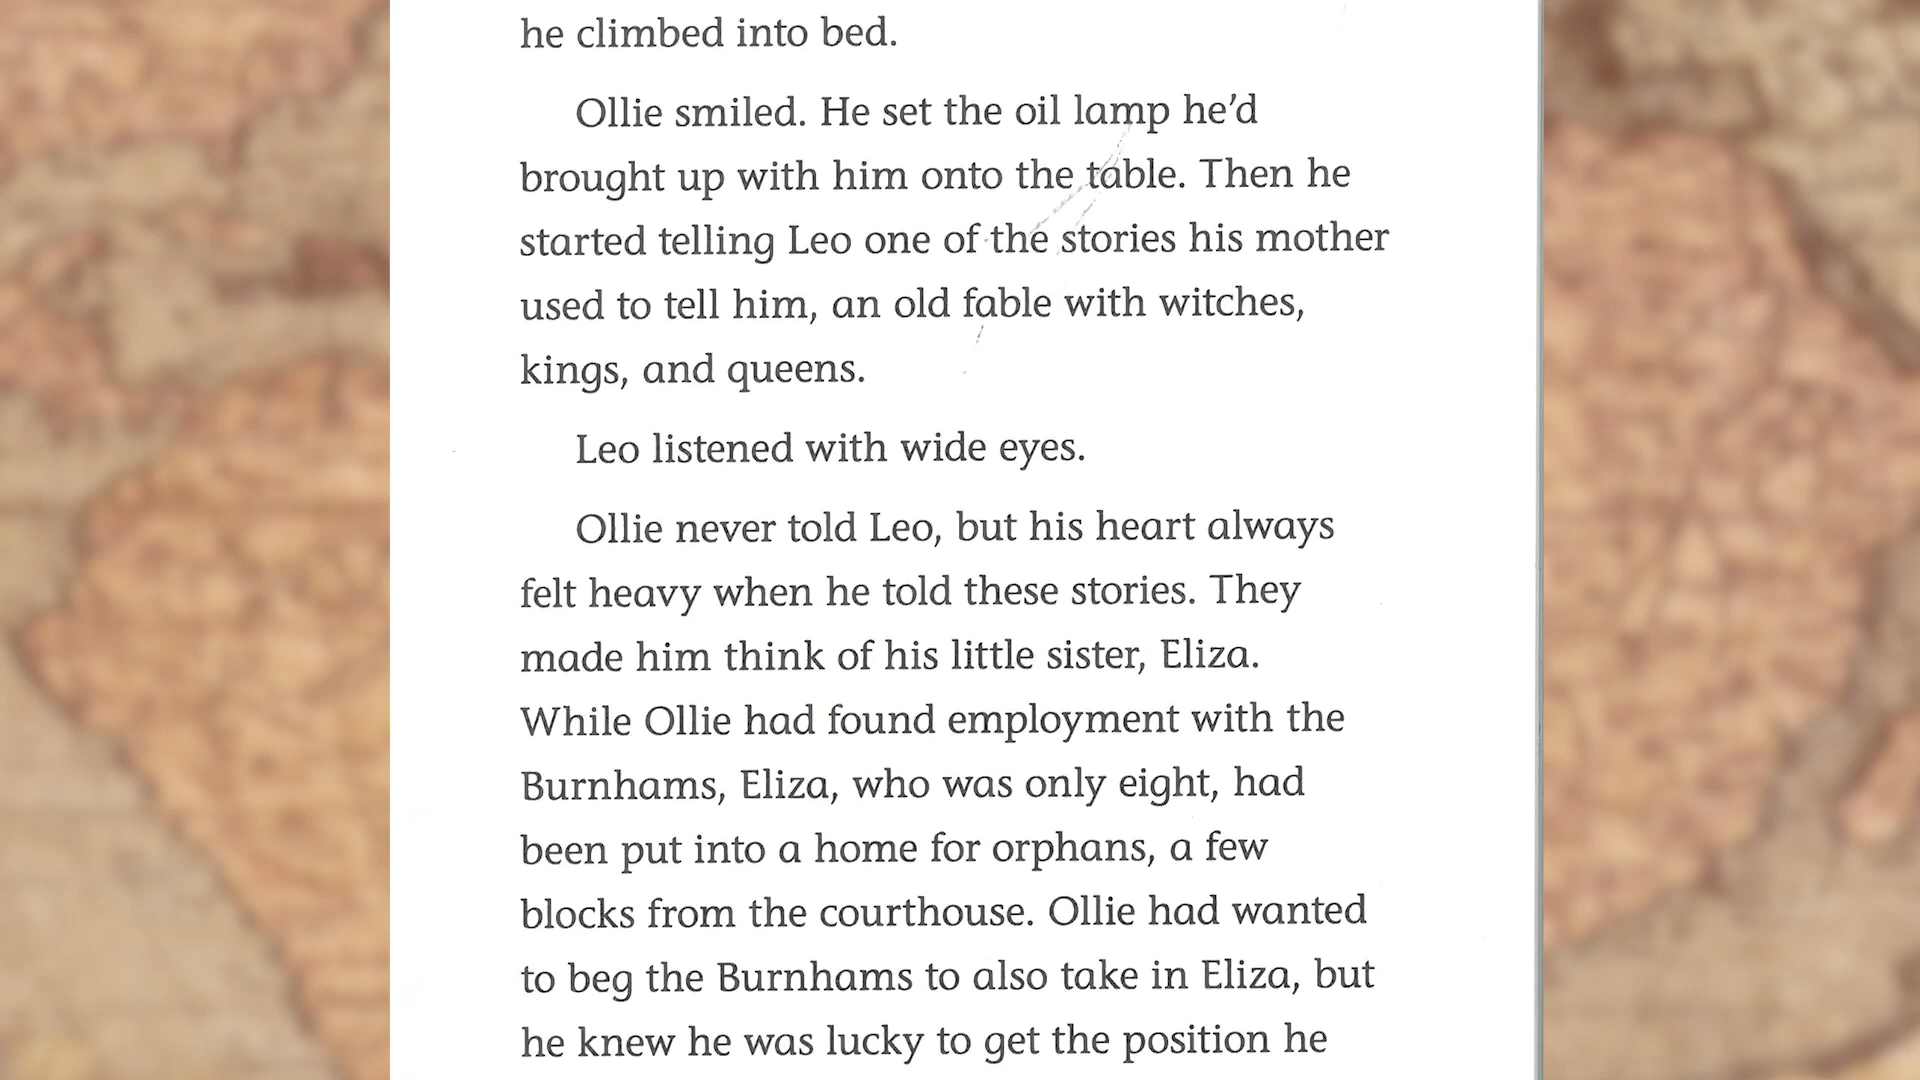 he climbed into bed.
Ollie smiled. He set the oil lamp he’d
brought up with him onto the table. Then he
started telling Leo one of the stories his mother
used to tell him, an old fable with witches,
kings, and queens.
Leo listened with wide eyes.
Ollie never told Leo, but his heart always
felt heavy when he told these stories. They
made him think of his little sister, Eliza.
While Ollie had found employment with the
Burnhams, Eliza, who was only eight, had
been put into a home for orphans, a few
blocks from the courthouse. Ollie had wanted
to beg the Burnhams to also take in Eliza, but
he knew he was lucky to get the position he